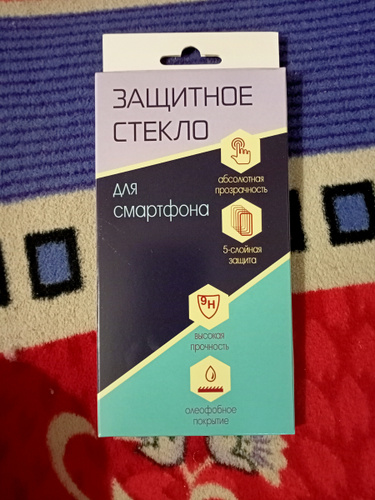 ЗАЩИТНОЕ
СТЕКЛО
для
смартфона
абсолютная
прозрачность
5-слойная
защита
9H
высокая
прочность
олеофобное
покрытие